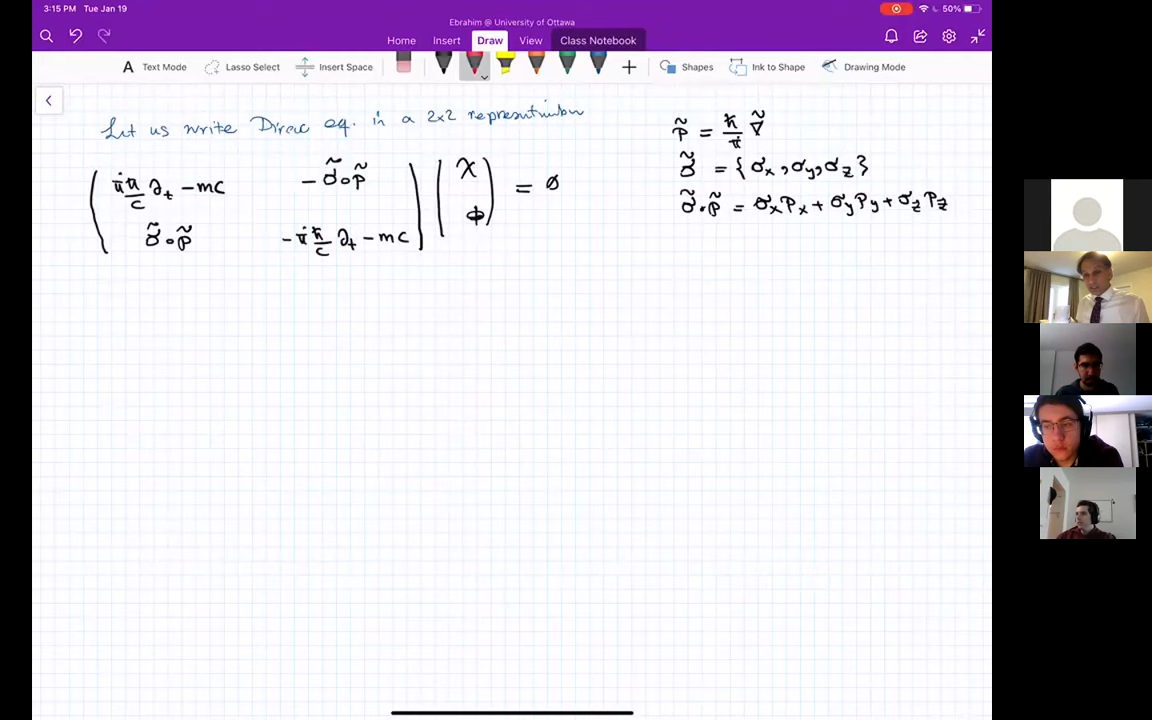 3:15 PM Tue Jan 19
50%
Ebrahim @ University of Ottawa
Home Insert Draw View Class Notebook
Text Mode Lasso Select Insert Space Shapes Ink to Shape Drawing Mode
Let us write Dirac eq. in a 2x2
( iħ/c ∂t - mc   - σ̃∘p̃ ) ( χ ) = 0
( σ̃∘p̃   - iħ/c ∂t - mc ) ( ϕ )
p̃ = ħ/i ∇̃
σ̃ = {σx, σy, σz}
σ̃·p̃ = σxPx + σyPy + σzPz